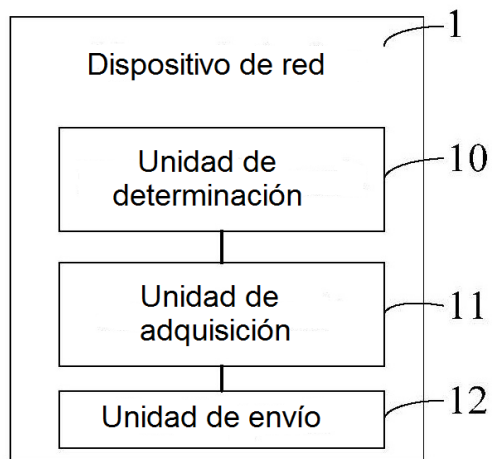 1
Dispositivo de red
Unidad de
determinación
10
Unidad de
adquisición
11
Unidad de envío
12